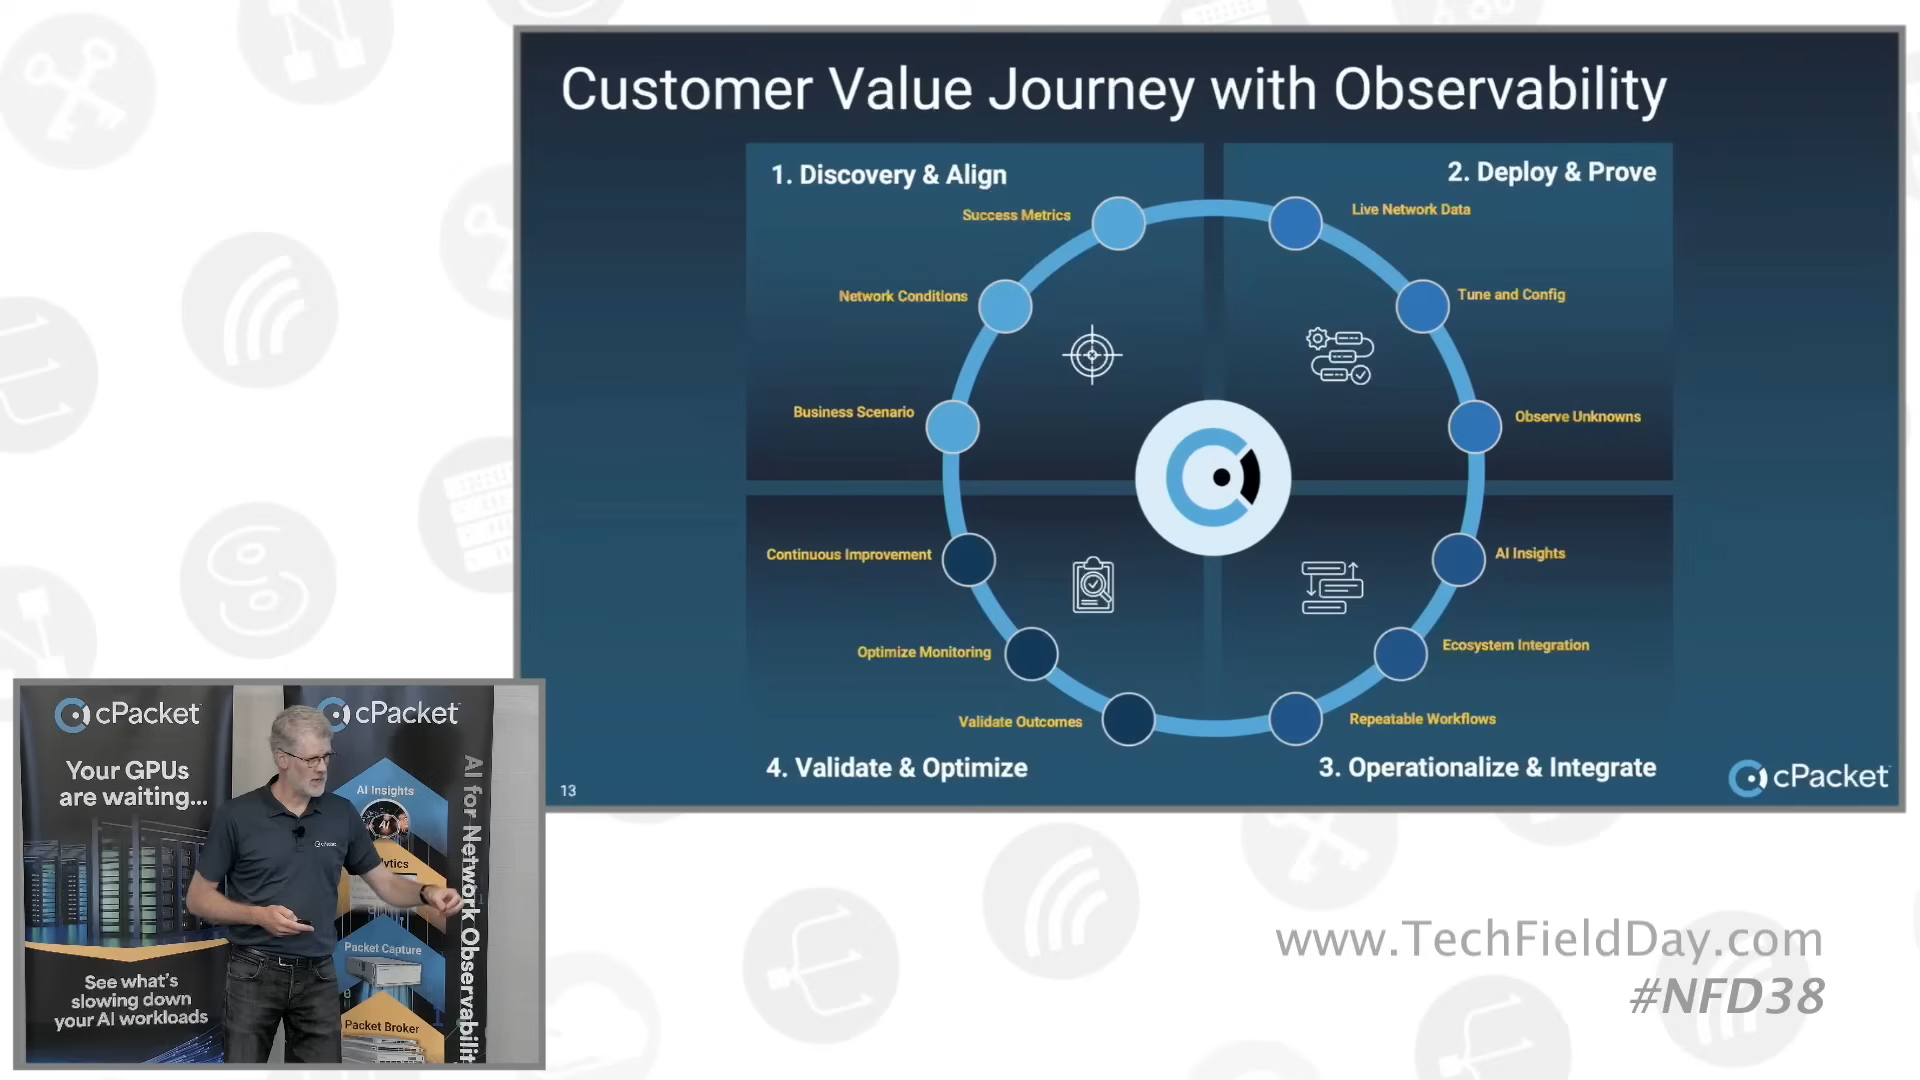 Customer Value Journey with Observability
1. Discovery & Align
Success Metrics
Network Conditions
Business Scenario
2. Deploy & Prove
Live Network Data
Tune and Config
Observe Unknowns
Continuous Improvement
Optimize Monitoring
Validate Outcomes
4. Validate & Optimize
AI Insights
Ecosystem Integration
Repeatable Workflows
3. Operationalize & Integrate
13
cPacket
cPacket
Your GPUs
are waiting...
See what's
slowing down
your AI workloads
cPacket
AI Insights
AI
Packet Capture
Packet Broker
AI for Network Observabilit
cPacket
www.TechFieldDay.com
#NFD38